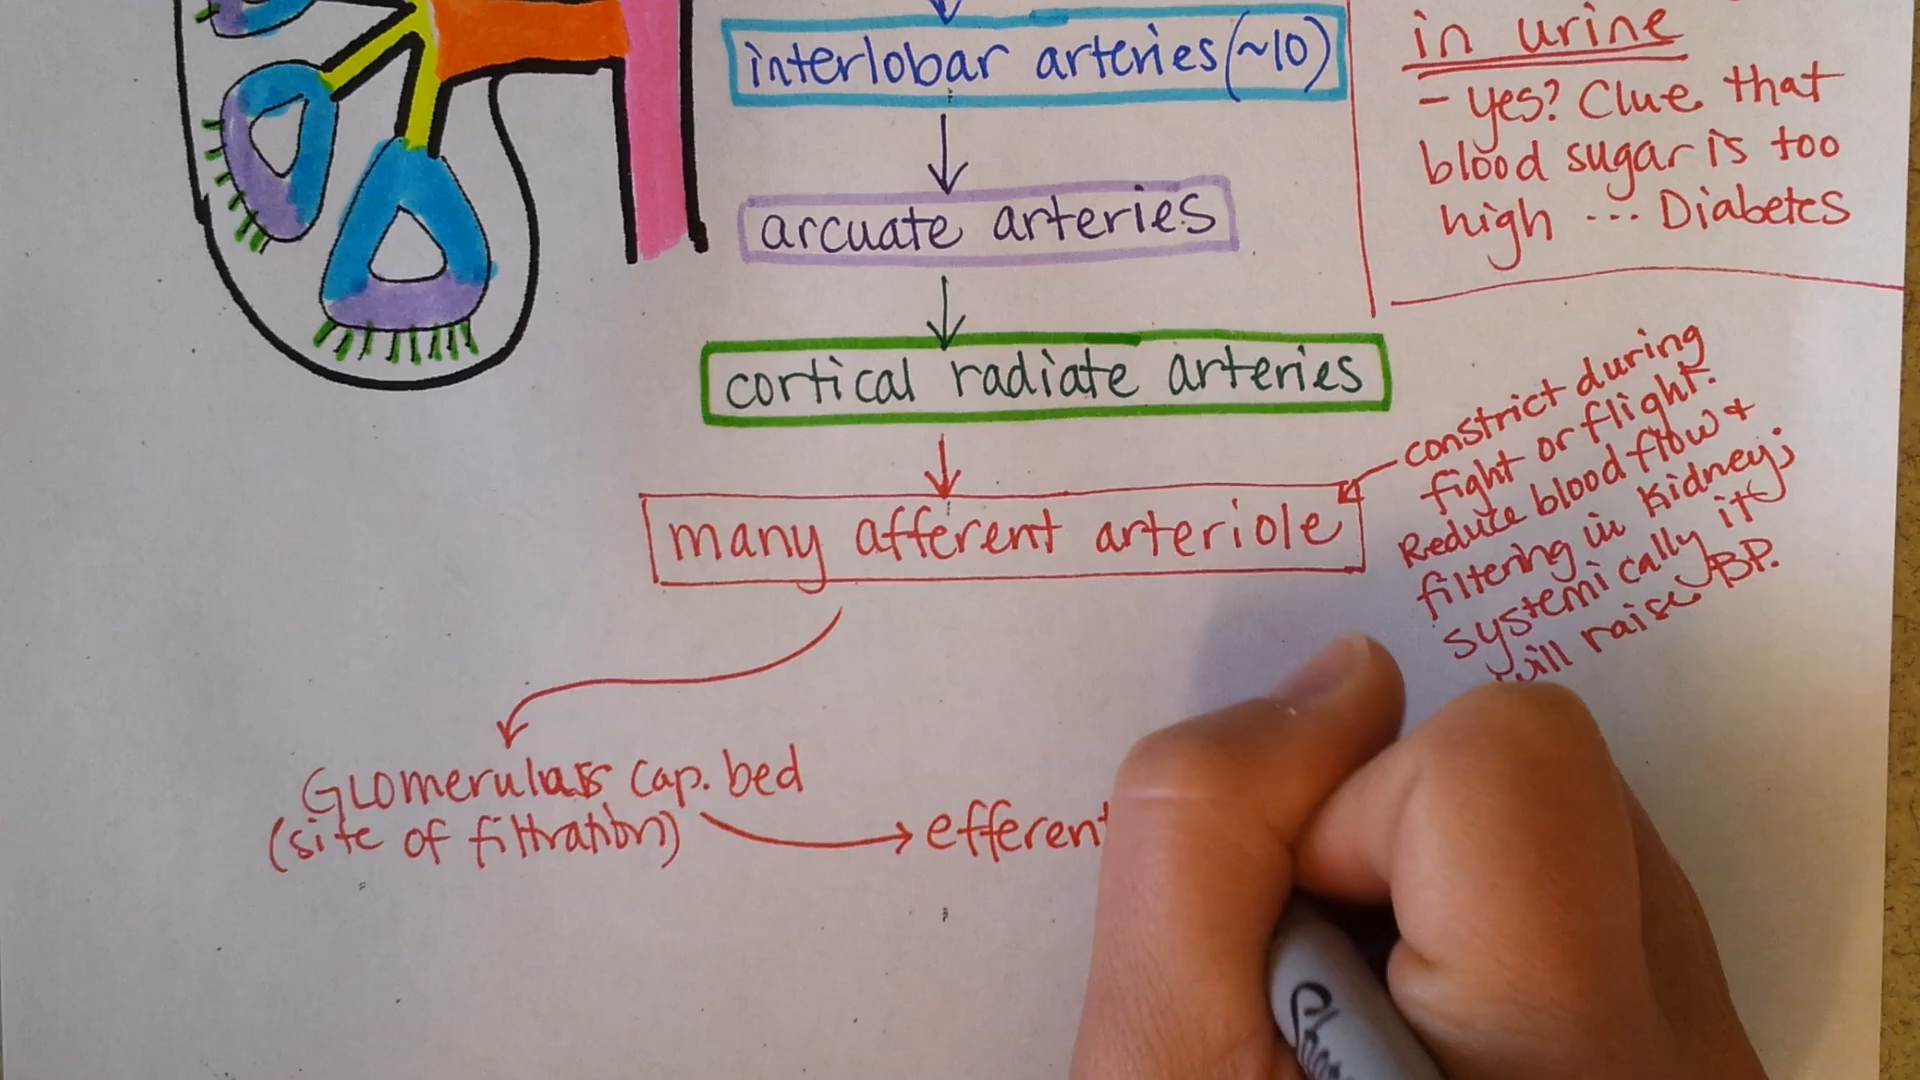 interlobar arteries (~10)
arcuate arteries
cortical radiate arteries
many afferent arteriole
Glomerular cap. bed
(site of filtration)
efferent
in urine
- yes? Clue that
blood sugar is too
high ... Diabetes
constrict during
fight or flight.
Reduce blood flow +
filtering in kidney;
systemically it
will raise BP.